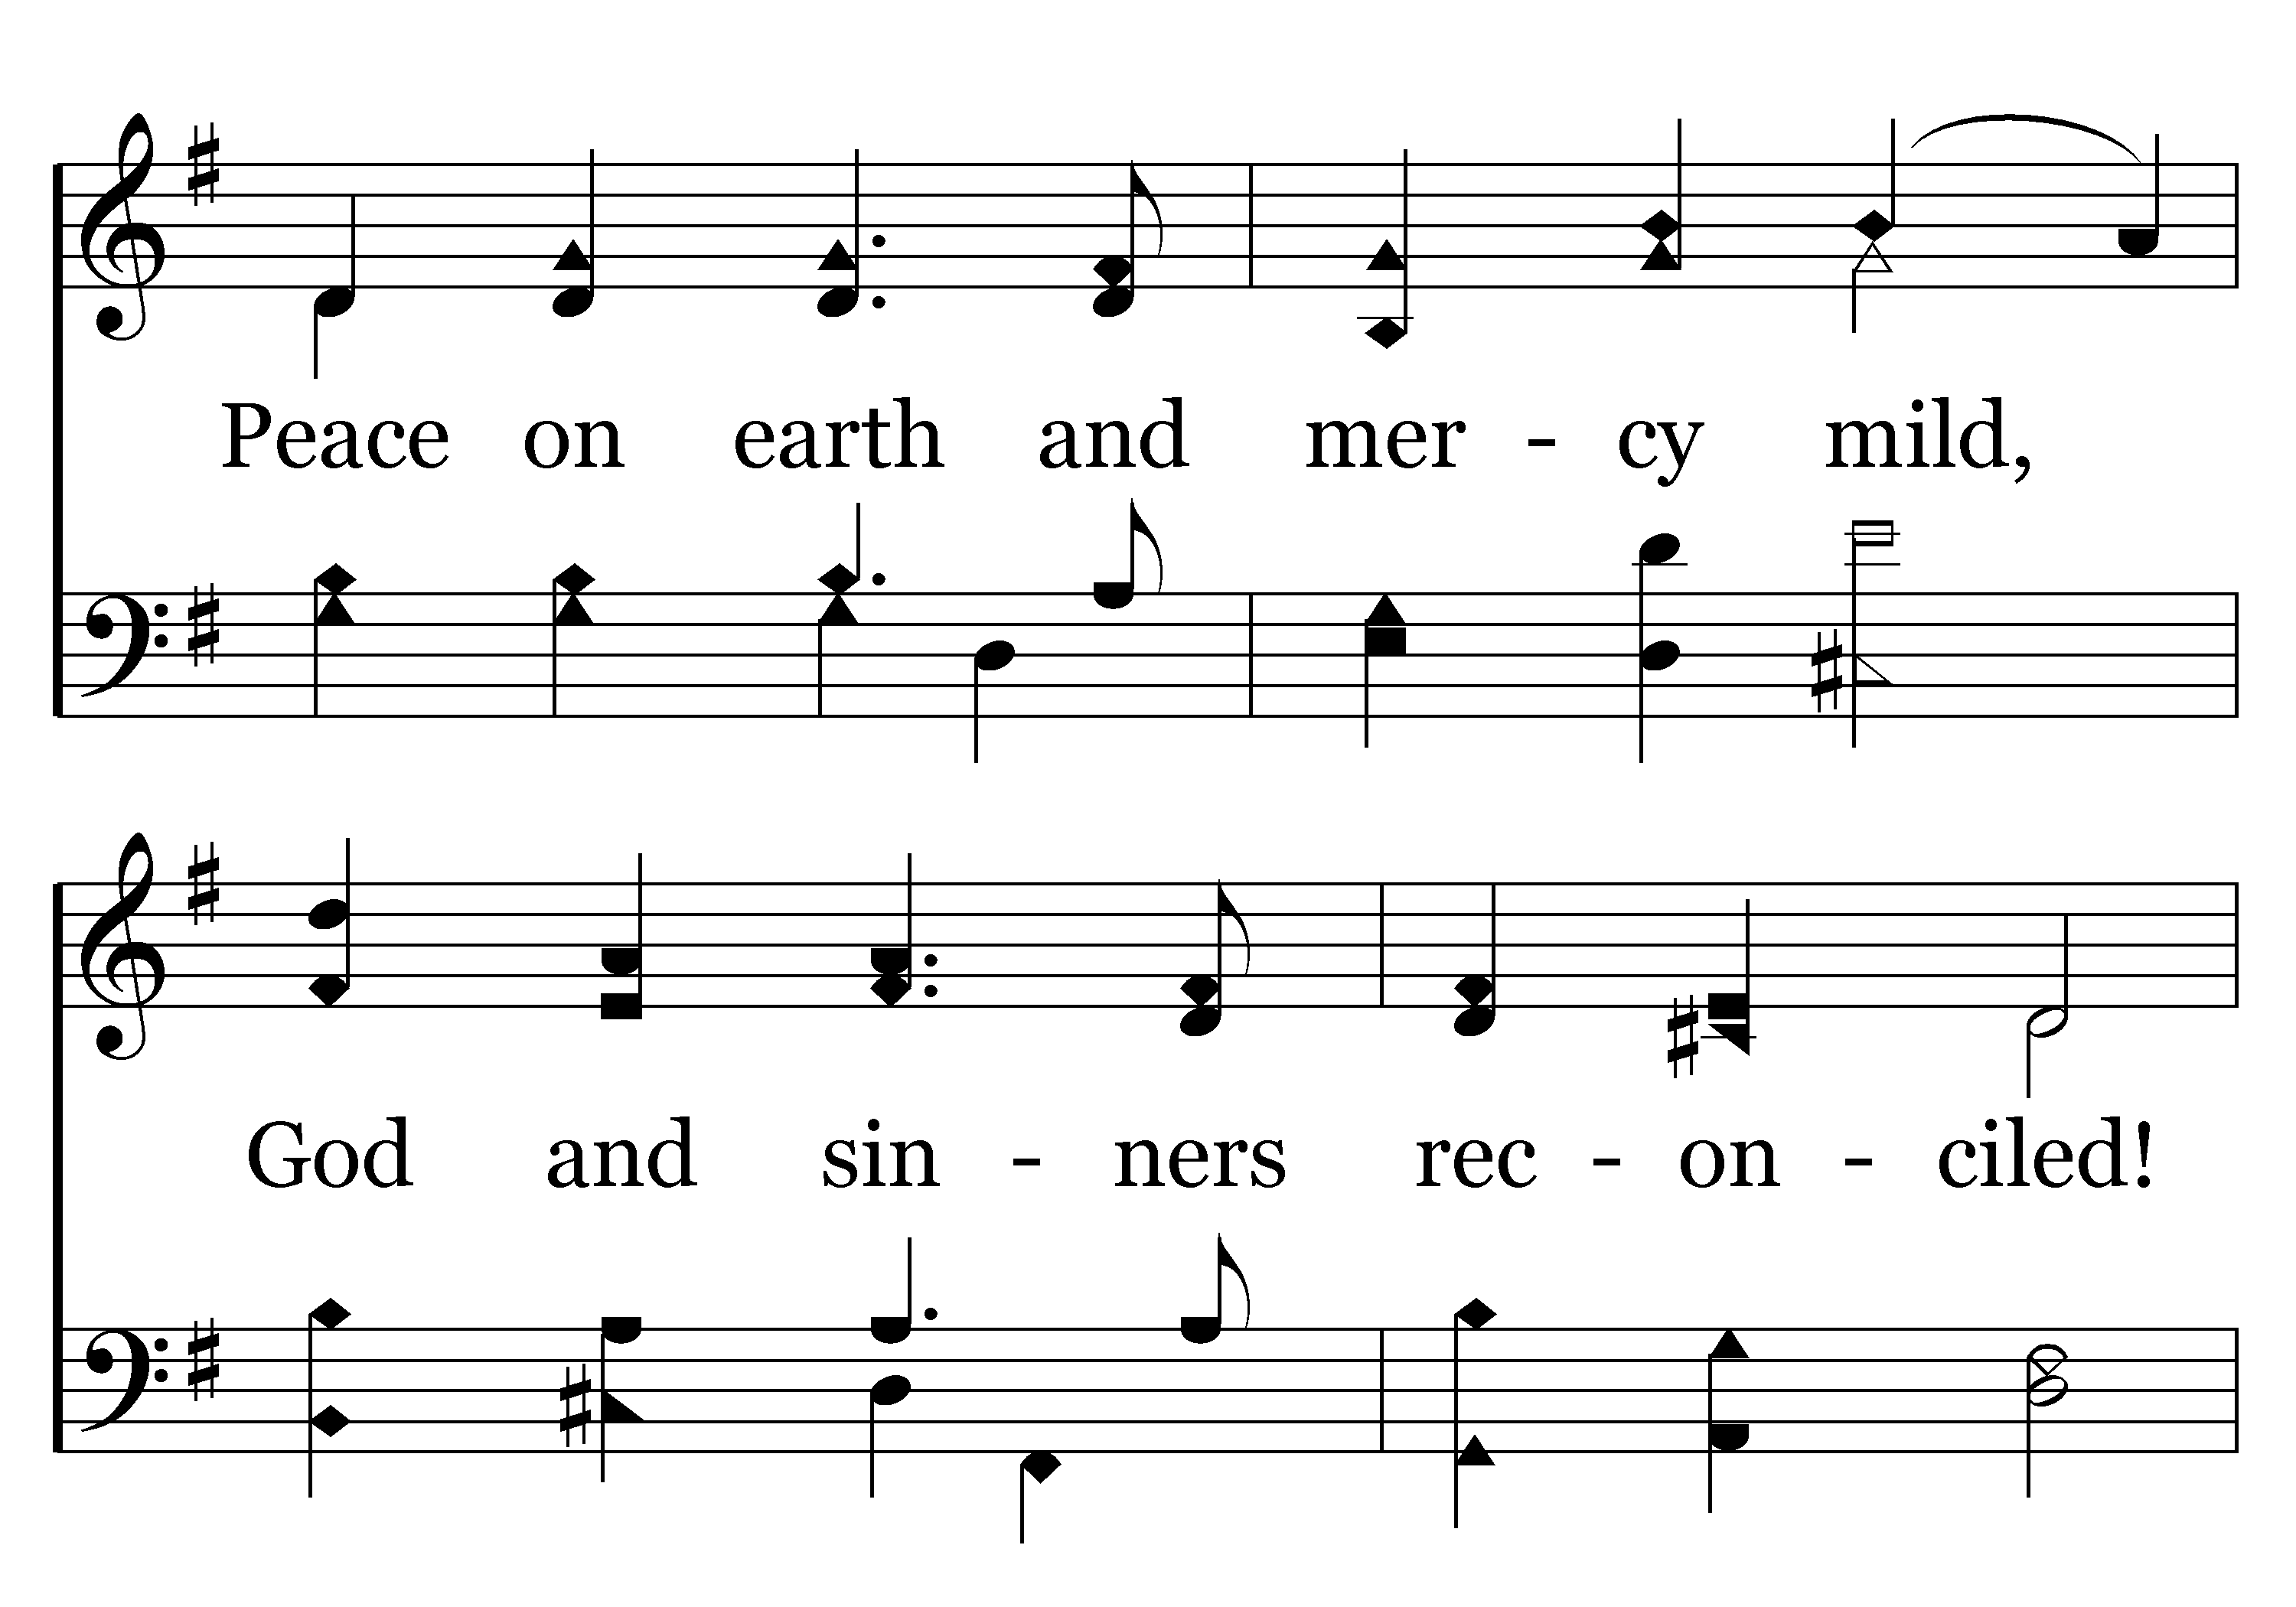 Peace on earth and mer - cy mild,
God and sin - ners rec - on - ciled!